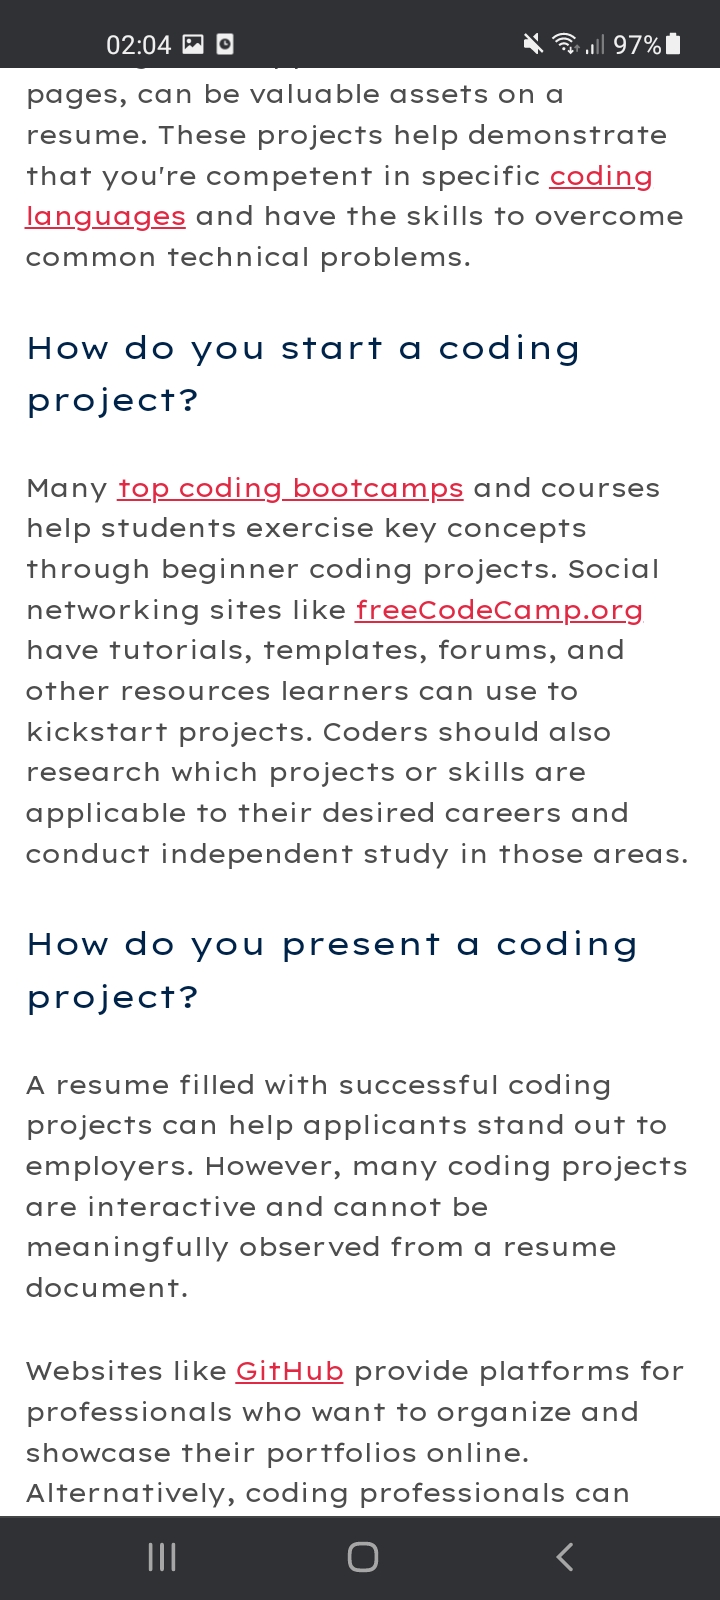 02:04
97%
pages, can be valuable assets on a
resume. These projects help demonstrate
that you're competent in specific coding
languages and have the skills to overcome
common technical problems.
How do you start a coding
project?
Many top coding bootcamps and courses
help students exercise key concepts
through beginner coding projects. Social
networking sites like freeCodeCamp.org
have tutorials, templates, forums, and
other resources learners can use to
kickstart projects. Coders should also
research which projects or skills are
applicable to their desired careers and
conduct independent study in those areas.
How do you present a coding
project?
A resume filled with successful coding
projects can help applicants stand out to
employers. However, many coding projects
are interactive and cannot be
meaningfully observed from a resume
document.
Websites like GitHub provide platforms for
professionals who want to organize and
showcase their portfolios online.
Alternatively, coding professionals can